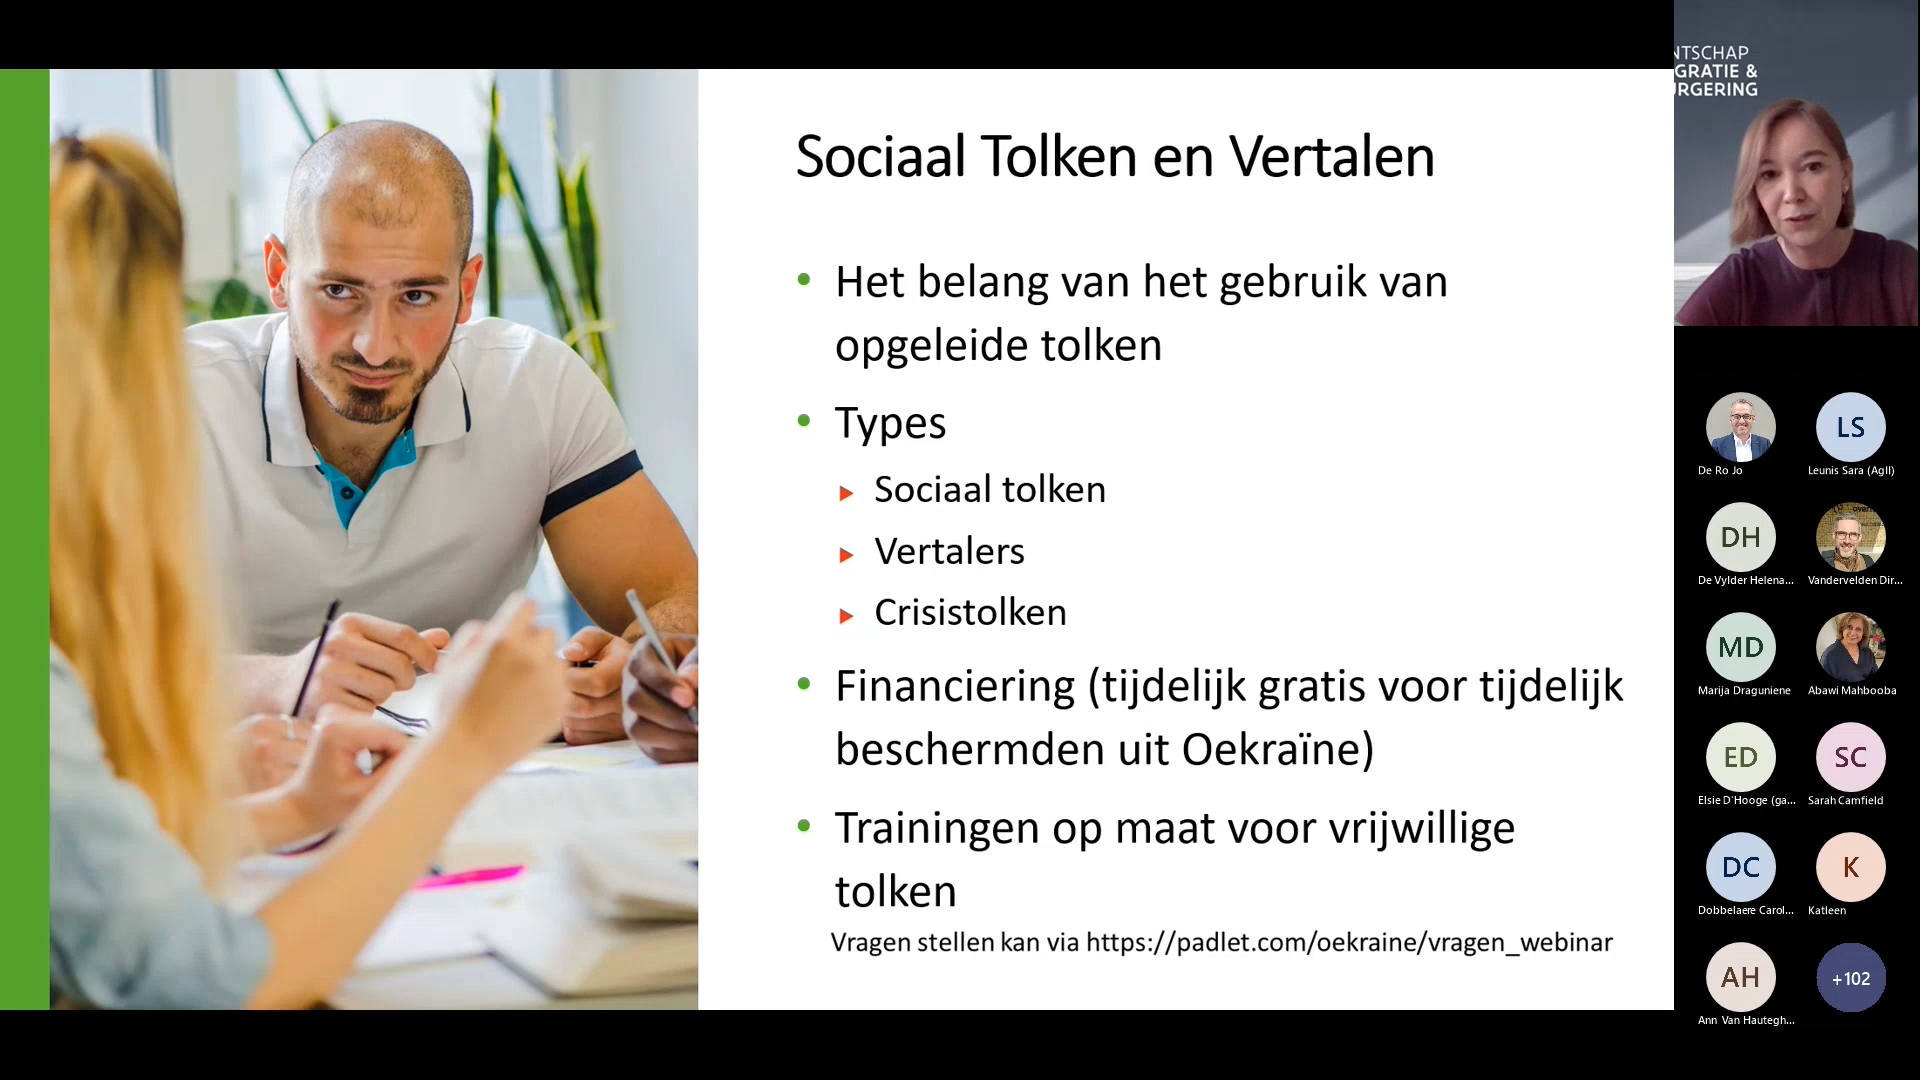 Sociaal Tolken en Vertalen
• Het belang van het gebruik van
opgeleide tolken
• Types
Sociaal tolken
Vertalers
Crisistolken
• Financiering (tijdelijk gratis voor tijdelijk
beschermden uit Oekraïne)
• Trainingen op maat voor vrijwillige
tolken
Vragen stellen kan via https://padlet.com/oekraine/vragen_webinar
NTSCHAP
GRATIE &
URGERING
De Ro Jo
LS
Leunis Sara (AgII)
DH
De Vylder Helena...
Vandervelden Dir...
MD
Marija Draguniene
Abawi Mahbooba
ED
Elsie D'Hooge (ga...
SC
Sarah Camfield
DC
Dobbelaere Carol...
K
Katleen
AH
Ann Van Hautegh...
+102